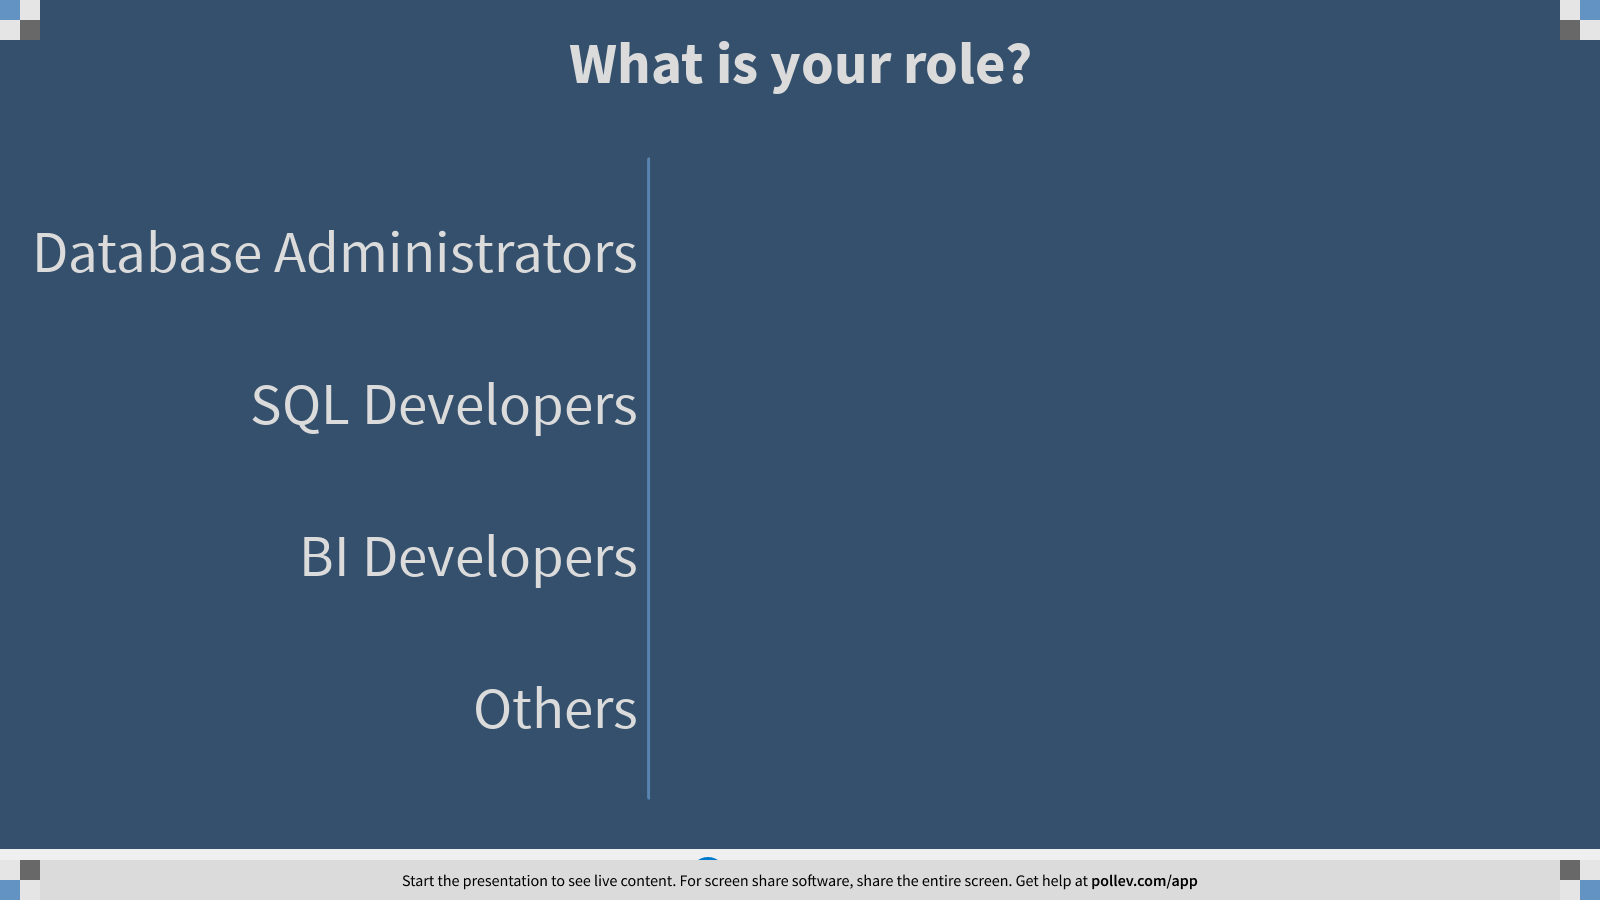 What is your role?
Database Administrators
SQL Developers
BI Developers
Others
Start the presentation to see live content. For screen share software, share the entire screen. Get help at pollev.com/app